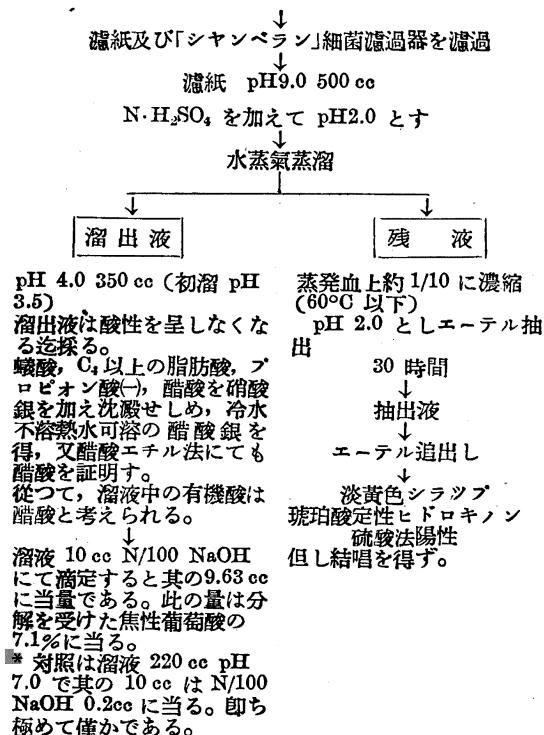 濾紙及び「シヤンベラン」細菌濾過器を濾過
濾紙 pH9.0 500 cc
N·H₂SO₄ を加えて pH2.0 とす
水蒸氣蒸溜
溜出液
pH 4.0 350 cc (初溜 pH
3.5)
溜出液は酸性を呈しなくな
る迄採る。
蟻酸, C₄ 以上の脂肪酸, プ
ロピオン酸㈠, 醋酸を硝酸
銀を加え沈澱せしめ, 冷水
不溶熱水可溶の醋酸銀を
得, 又醋酸エチル法にても
醋酸を証明す。
從つて, 溜液中の有機酸は
醋酸と考えられる。
溜液 10 cc N/100 NaOH
にて滴定すると其の9.63 cc
に当量である。此の量は分
解を受けた焦性葡萄酸の
7.1%に当る。
* 対照は溜液 220 cc pH
7.0 で其の 10 cc は N/100
NaOH 0.2cc に当る。卽ち
極めて僅かである。
残液
蒸発血上約 1/10 に濃縮
(60°C 以下)
pH 2.0 としエーテル抽
出
30 時間
抽出液
エーテル追出し
淡黃色シラツプ
琥珀酸定性ヒドロキノン
硫酸法陽性
但し結唱を得ず。